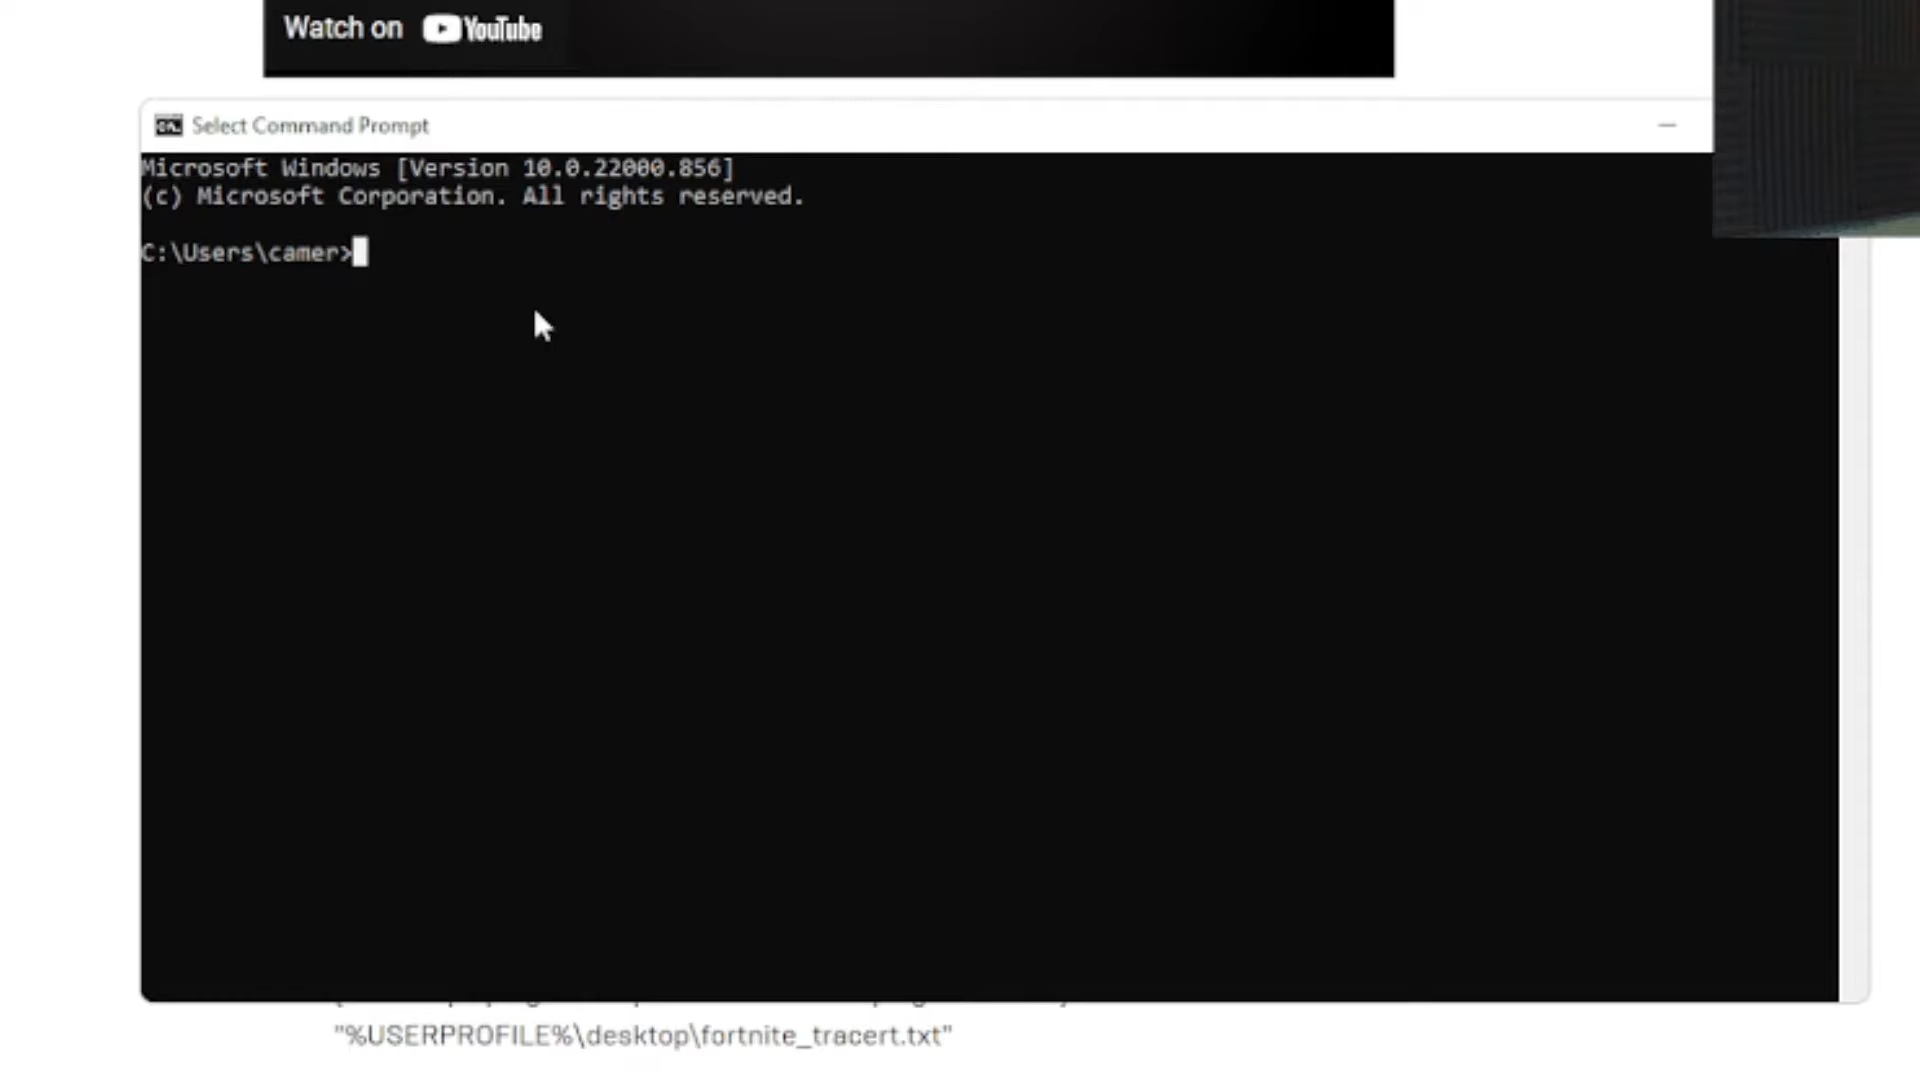 Watch on YouTube
Select Command Prompt
Microsoft Windows [Version 10.0.22000.856]
(c) Microsoft Corporation. All rights reserved.
C:\Users\camer>
"%USERPROFILE%\desktop\fortnite_tracert.txt"